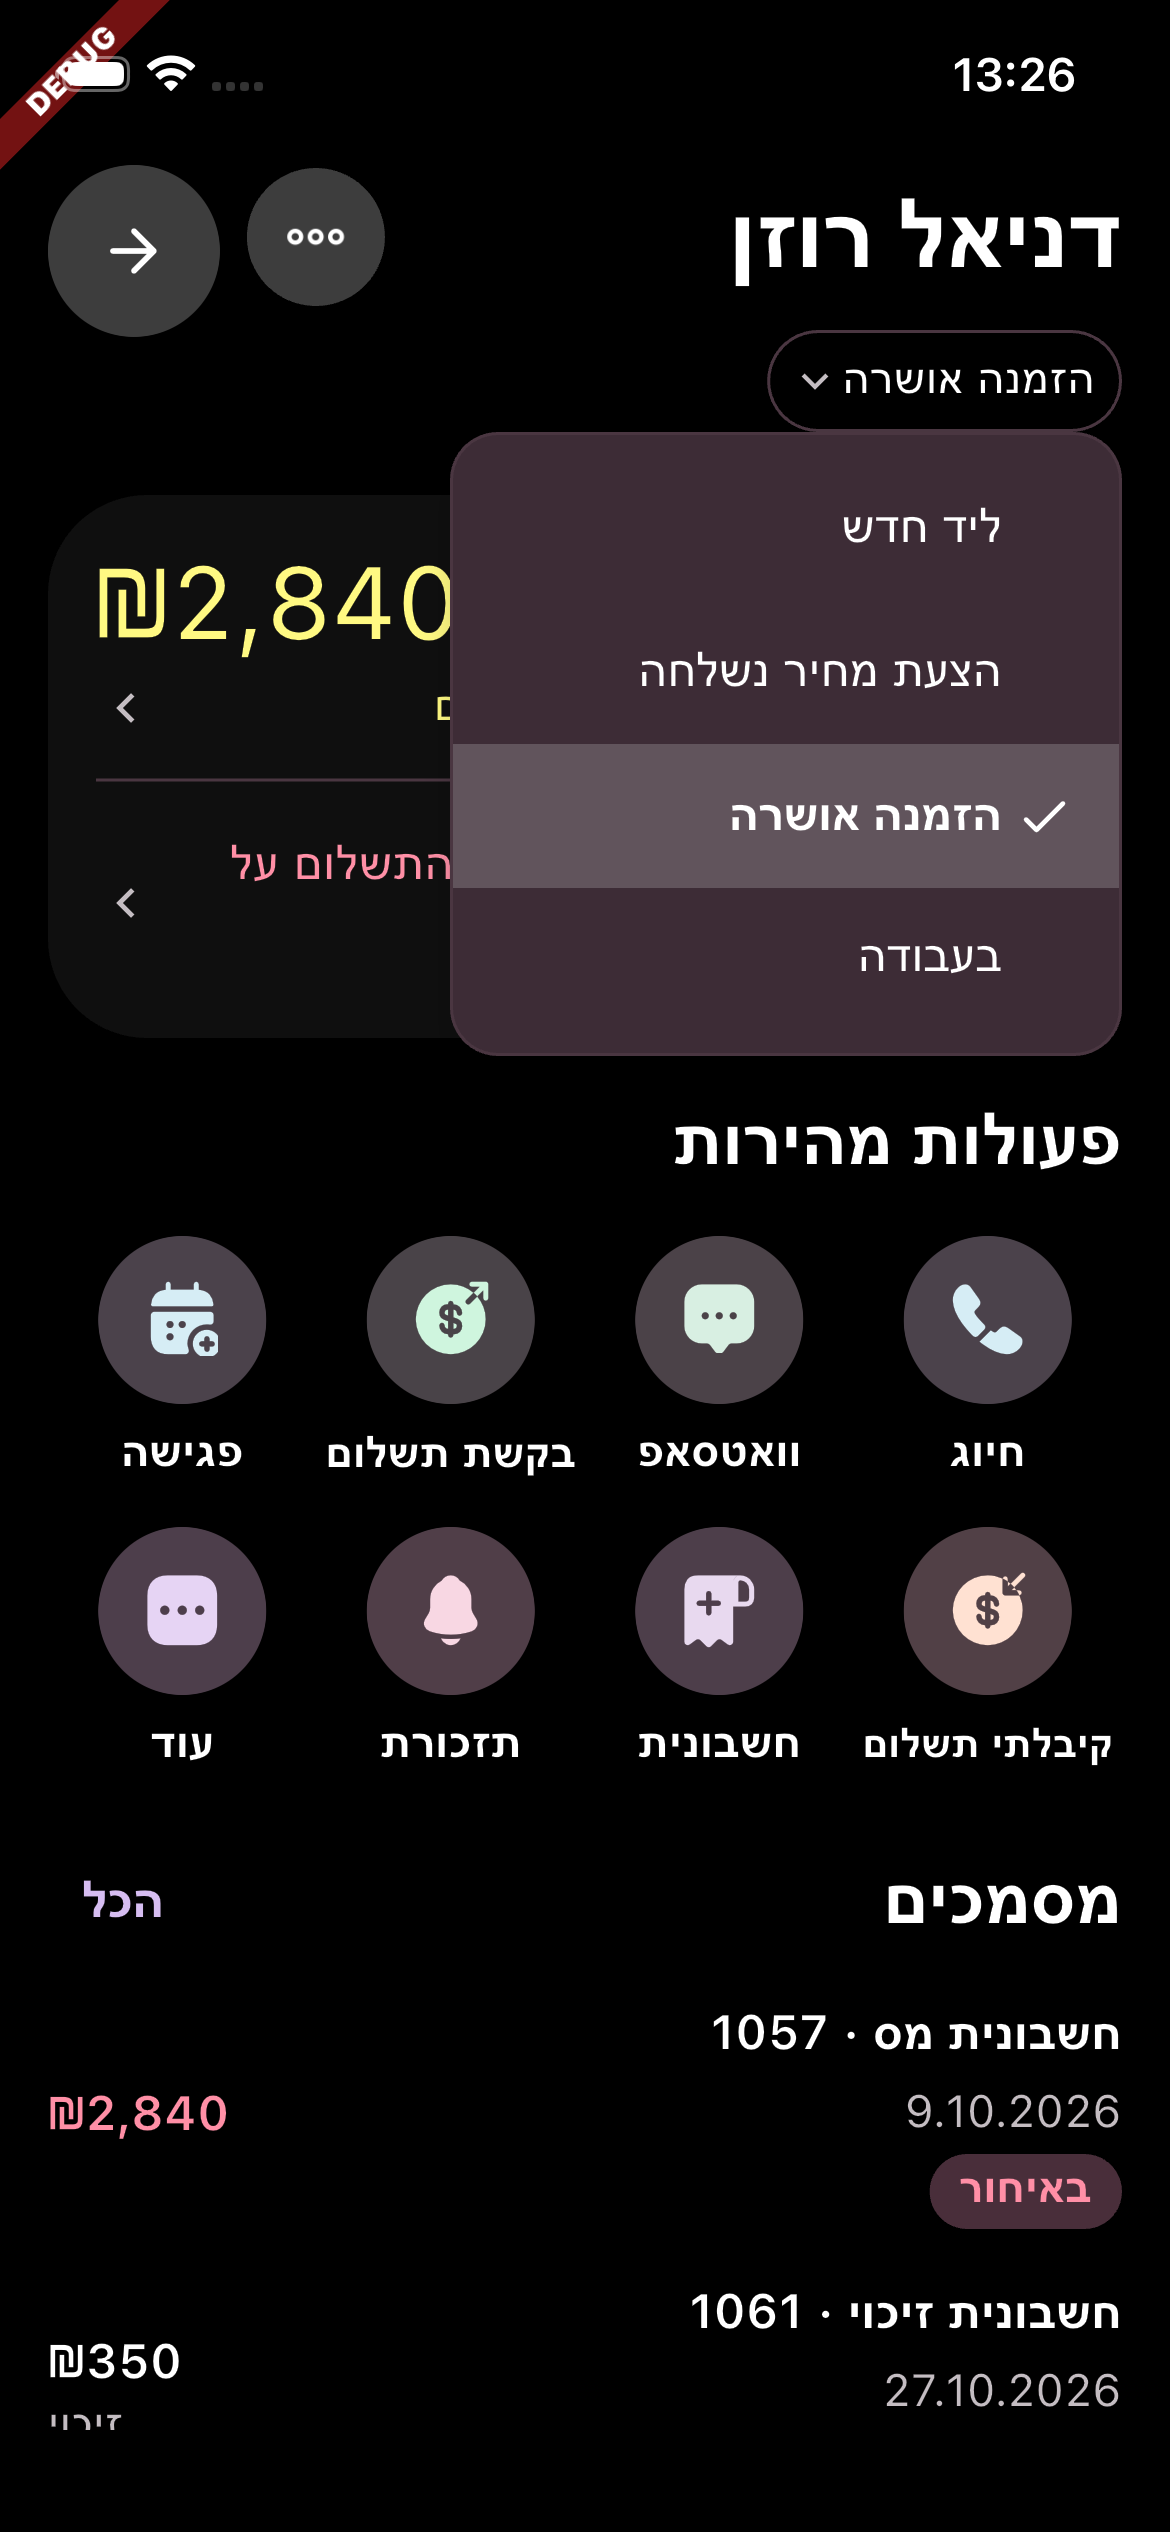 DEBUG
13:26
דניאל רוזן
הזמנה אושרה
ליד חדש
₪2,840
הצעת מחיר נשלחה
הזמנה אושרה
התשלום על
בעבודה
פעולות מהירות
חיוג
וואטסאפ
בקשת תשלום
פגישה
קיבלתי תשלום
חשבונית
תזכורת
עוד
מסמכים
הכל
חשבונית מס · 1057
9.10.2026
₪2,840
באיחור
חשבונית זיכוי · 1061
27.10.2026
₪350
זיכוי